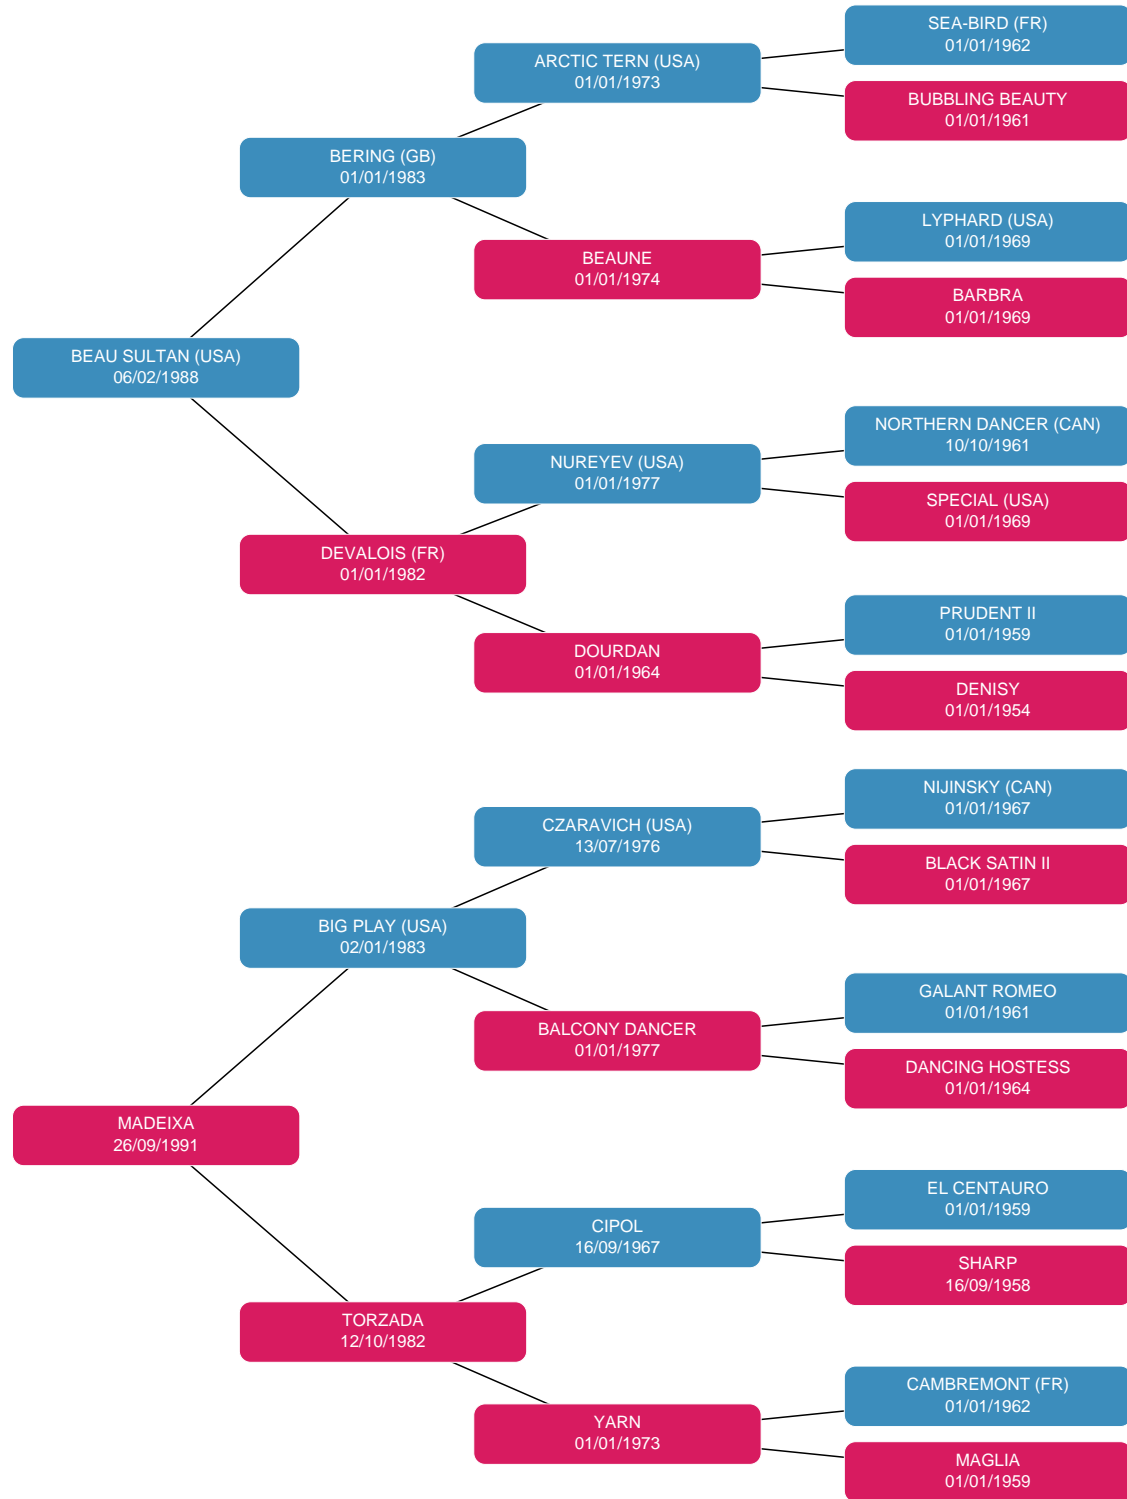 SEA-BIRD (FR)
01/01/1962
ARCTIC TERN (USA)
01/01/1973
BUBBLING BEAUTY
01/01/1961
BERING (GB)
01/01/1983
LYPHARD (USA)
01/01/1969
BEAUNE
01/01/1974
BARBRA
01/01/1969
BEAU SULTAN (USA)
06/02/1988
NORTHERN DANCER (CAN)
10/10/1961
NUREYEV (USA)
01/01/1977
SPECIAL (USA)
01/01/1969
DEVALOIS (FR)
01/01/1982
PRUDENT II
01/01/1959
DOURDAN
01/01/1964
DENISY
01/01/1954
NIJINSKY (CAN)
01/01/1967
CZARAVICH (USA)
13/07/1976
BLACK SATIN II
01/01/1967
BIG PLAY (USA)
02/01/1983
GALANT ROMEO
01/01/1961
BALCONY DANCER
01/01/1977
DANCING HOSTESS
01/01/1964
MADEIXA
26/09/1991
EL CENTAURO
01/01/1959
CIPOL
16/09/1967
SHARP
16/09/1958
TORZADA
12/10/1982
CAMBREMONT (FR)
01/01/1962
YARN
01/01/1973
MAGLIA
01/01/1959